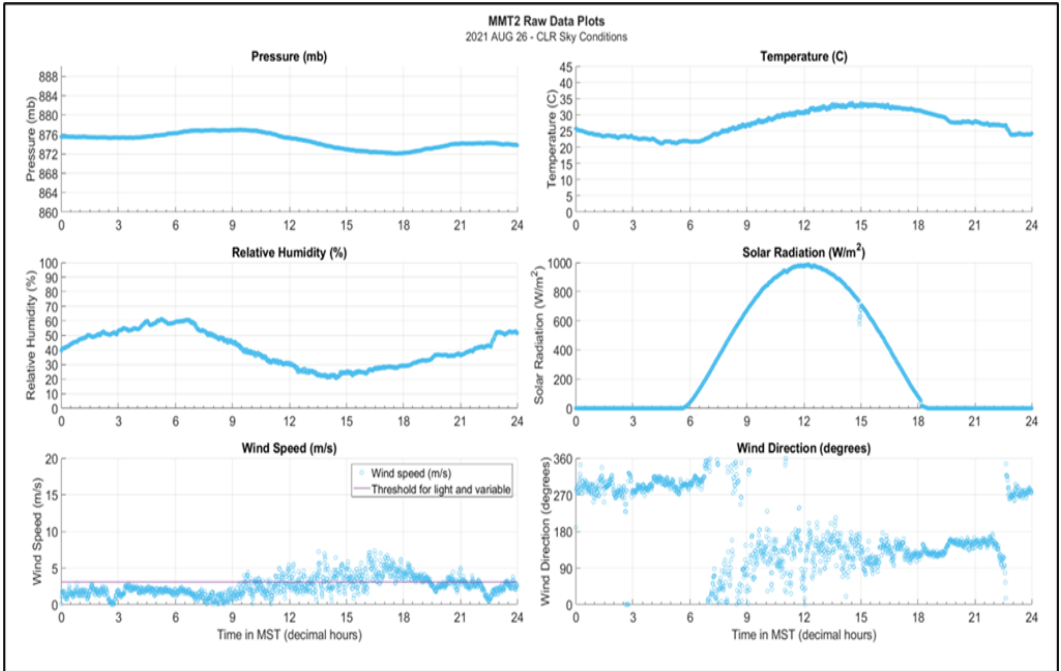 MMT2 Raw Data Plots
2021 AUG 26 - CLR Sky Conditions
Pressure (mb)
Pressure (mb)
888
884
880
876
872
868
864
860
0 3 6 9 12 15 18 21 24
Temperature (C)
Temperature (C)
45
40
35
30
25
20
15
10
5
0
0 3 6 9 12 15 18 21 24
Relative Humidity (%)
Relative Humidity (%)
100
90
80
70
60
50
40
30
20
10
0
0 3 6 9 12 15 18 21 24
Solar Radiation (W/m²)
Solar Radiation (W/m²)
1000
800
600
400
200
0
0 3 6 9 12 15 18 21 24
Wind Speed (m/s)
Wind Speed (m/s)
20
15
10
5
0
Wind speed (m/s)
Threshold for light and variable
0 3 6 9 12 15 18 21 24
Time in MST (decimal hours)
Wind Direction (degrees)
Wind Direction (degrees)
360
270
180
90
0
0 3 6 9 12 15 18 21 24
Time in MST (decimal hours)